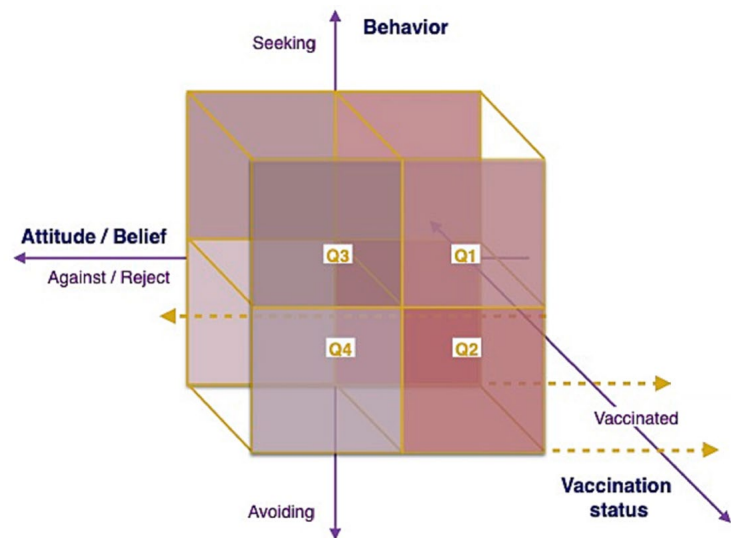 Seeking
Behavior
Attitude / Belief
Against / Reject
Q3
Q1
Q4
Q2
Vaccinated
Vaccination
status
Avoiding